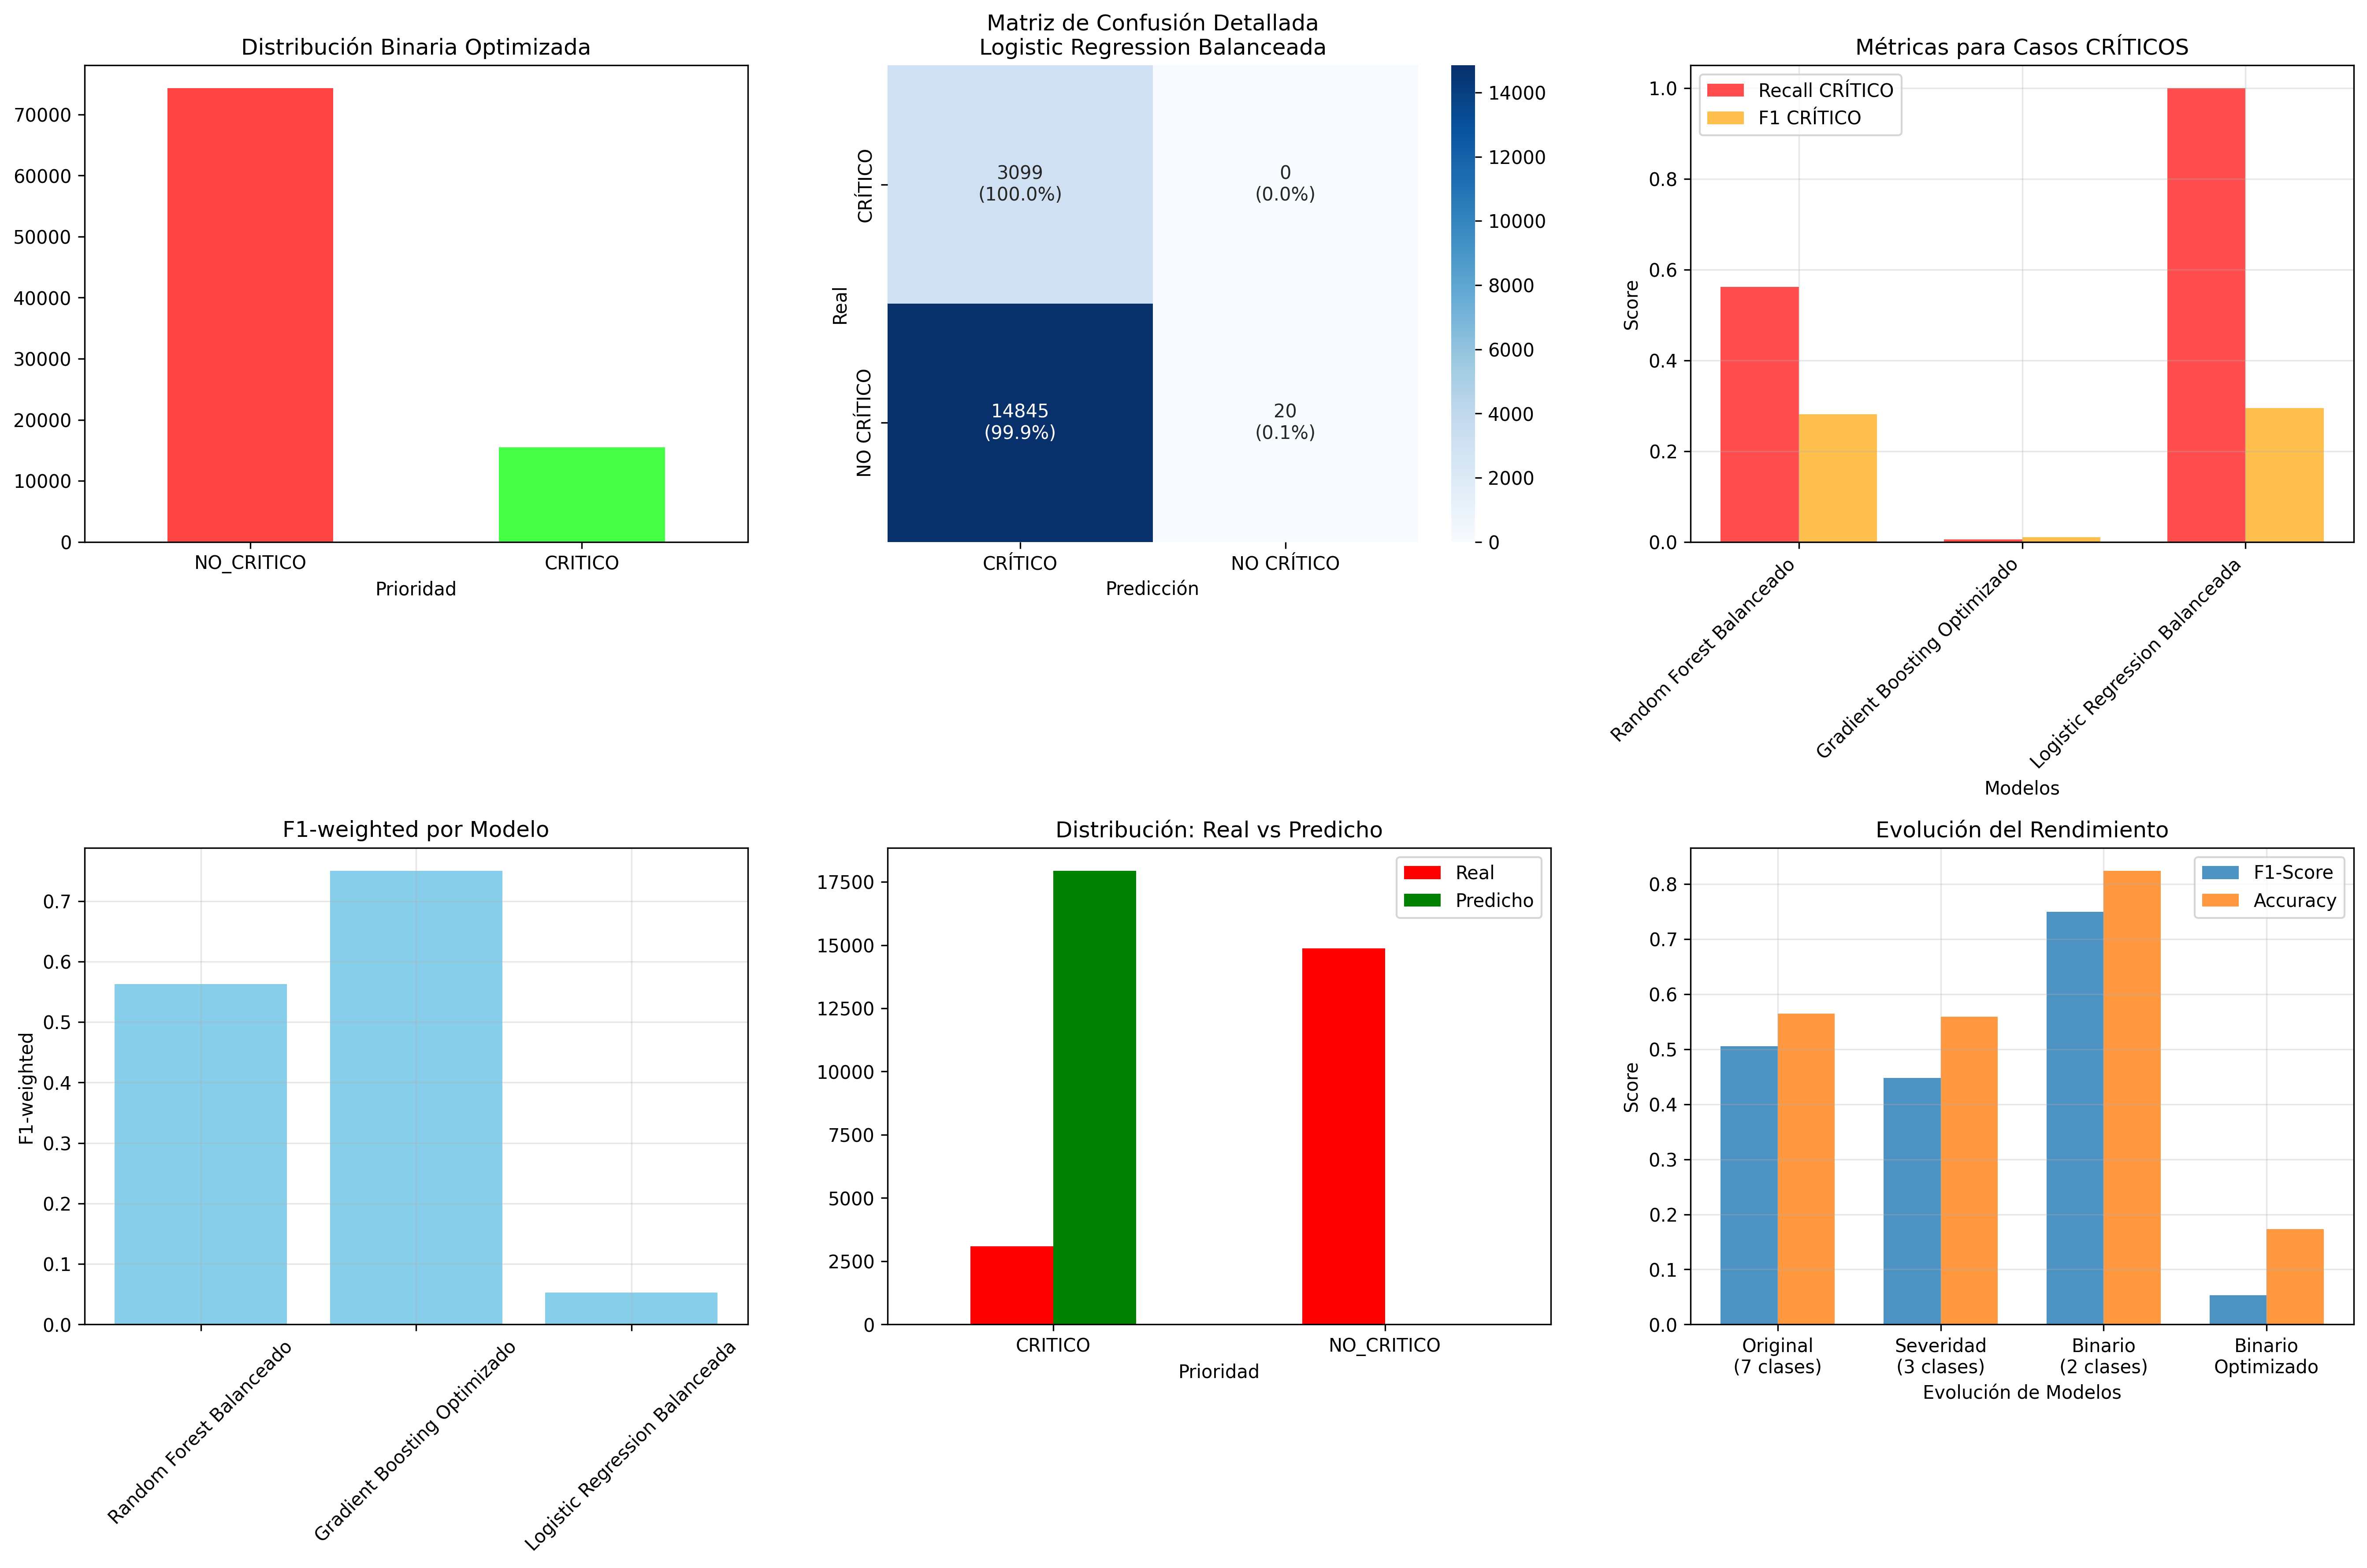 Distribución Binaria Optimizada
70000
60000
50000
40000
30000
20000
10000
0
NO_CRITICO
CRITICO
Prioridad
Matriz de Confusión Detallada
Logistic Regression Balanceada
Real
CRÍTICO
NO CRÍTICO
3099
(100.0%)
0
(0.0%)
14845
(99.9%)
20
(0.1%)
CRÍTICO
NO CRÍTICO
Predicción
14000
12000
10000
8000
6000
4000
2000
0
Métricas para Casos CRÍTICOS
Recall CRÍTICO
F1 CRÍTICO
Score
1.0
0.8
0.6
0.4
0.2
0.0
Random Forest Balanceado
Gradient Boosting Optimizado
Logistic Regression Balanceada
Modelos
F1-weighted por Modelo
F1-weighted
0.7
0.6
0.5
0.4
0.3
0.2
0.1
0.0
Random Forest Balanceado
Gradient Boosting Optimizado
Logistic Regression Balanceada
Distribución: Real vs Predicho
Real
Predicho
17500
15000
12500
10000
7500
5000
2500
0
CRITICO
NO_CRITICO
Prioridad
Evolución del Rendimiento
F1-Score
Accuracy
Score
0.8
0.7
0.6
0.5
0.4
0.3
0.2
0.1
0.0
Original
(7 clases)
Severidad
(3 clases)
Binario
(2 clases)
Binario
Optimizado
Evolución de Modelos